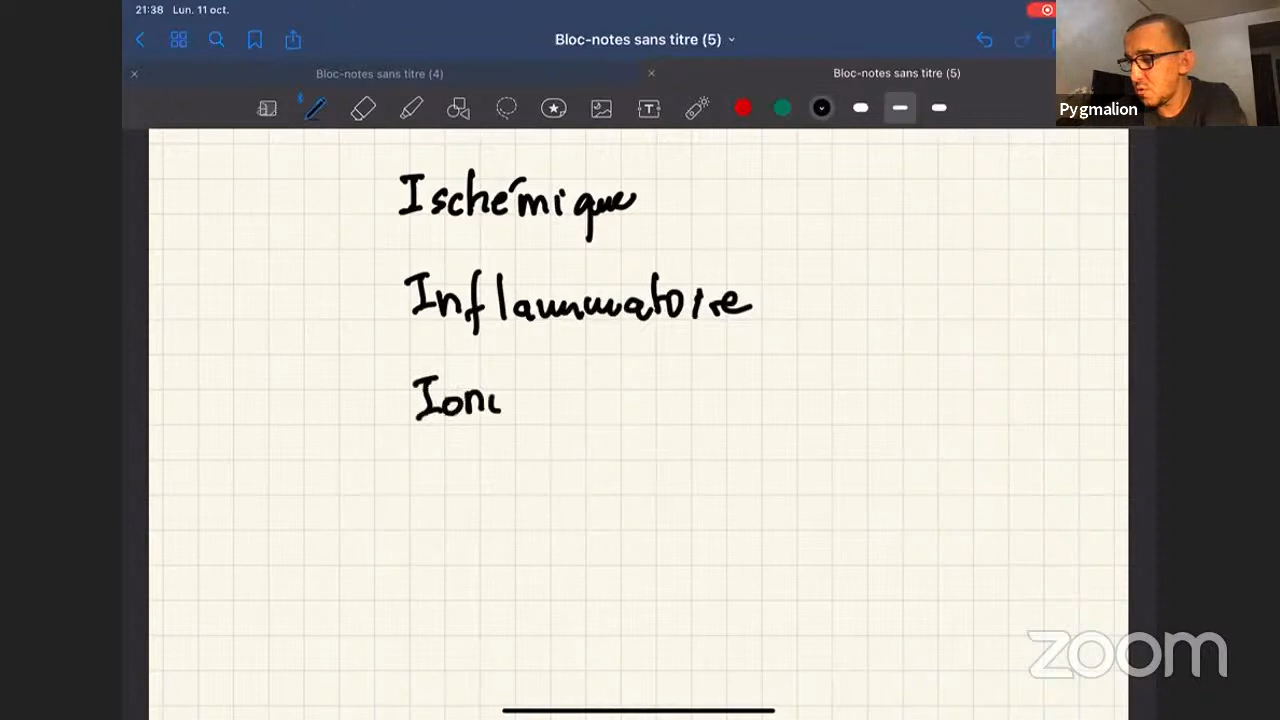 21:38 Lun. 11 oct.
Bloc-notes sans titre (5)
Bloc-notes sans titre (4)
Bloc-notes sans titre (5)
Pygmalion
Ischémique
Inflammatoire
Ioni
zoom